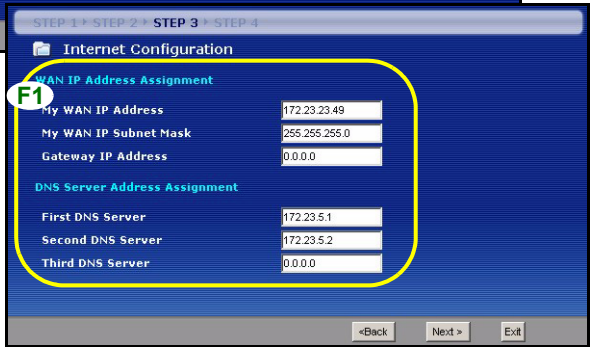 STEP 1 STEP 2 STEP 3 STEP 4
Internet Configuration
WAN IP Address Assignment
F1
My WAN IP Address 172.23.23.49
My WAN IP Subnet Mask 255.255.255.0
Gateway IP Address 0.0.0.0
DNS Server Address Assignment
First DNS Server 172.23.5.1
Second DNS Server 172.23.5.2
Third DNS Server 0.0.0.0
<Back Next > Exit